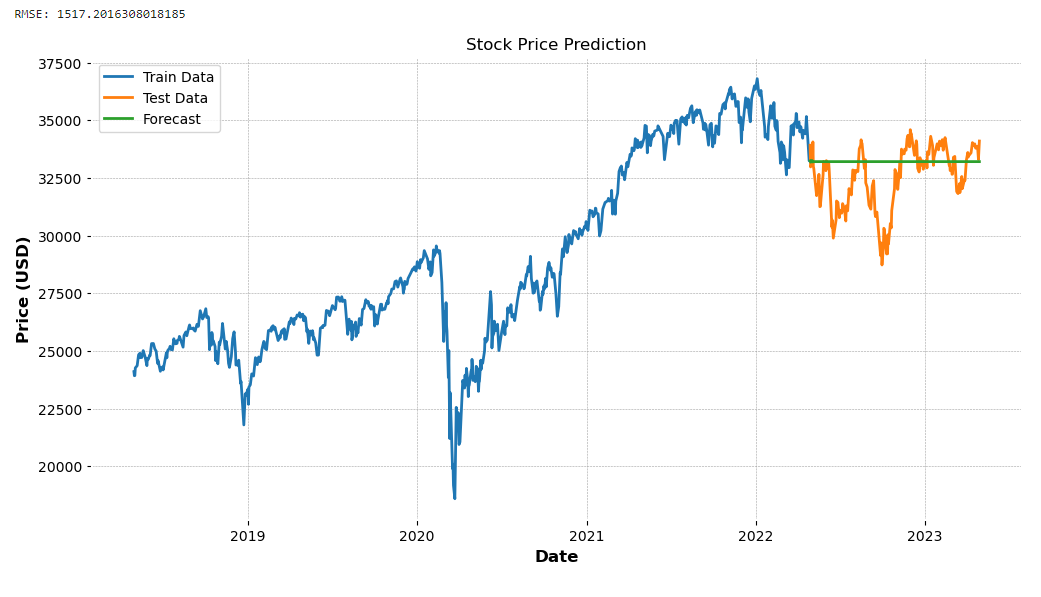 RMSE: 1517.2016308018185
Stock Price Prediction
Train Data
Test Data
Forecast
Price (USD)
37500
35000
32500
30000
27500
25000
22500
20000
2019 2020 2021 2022 2023
Date